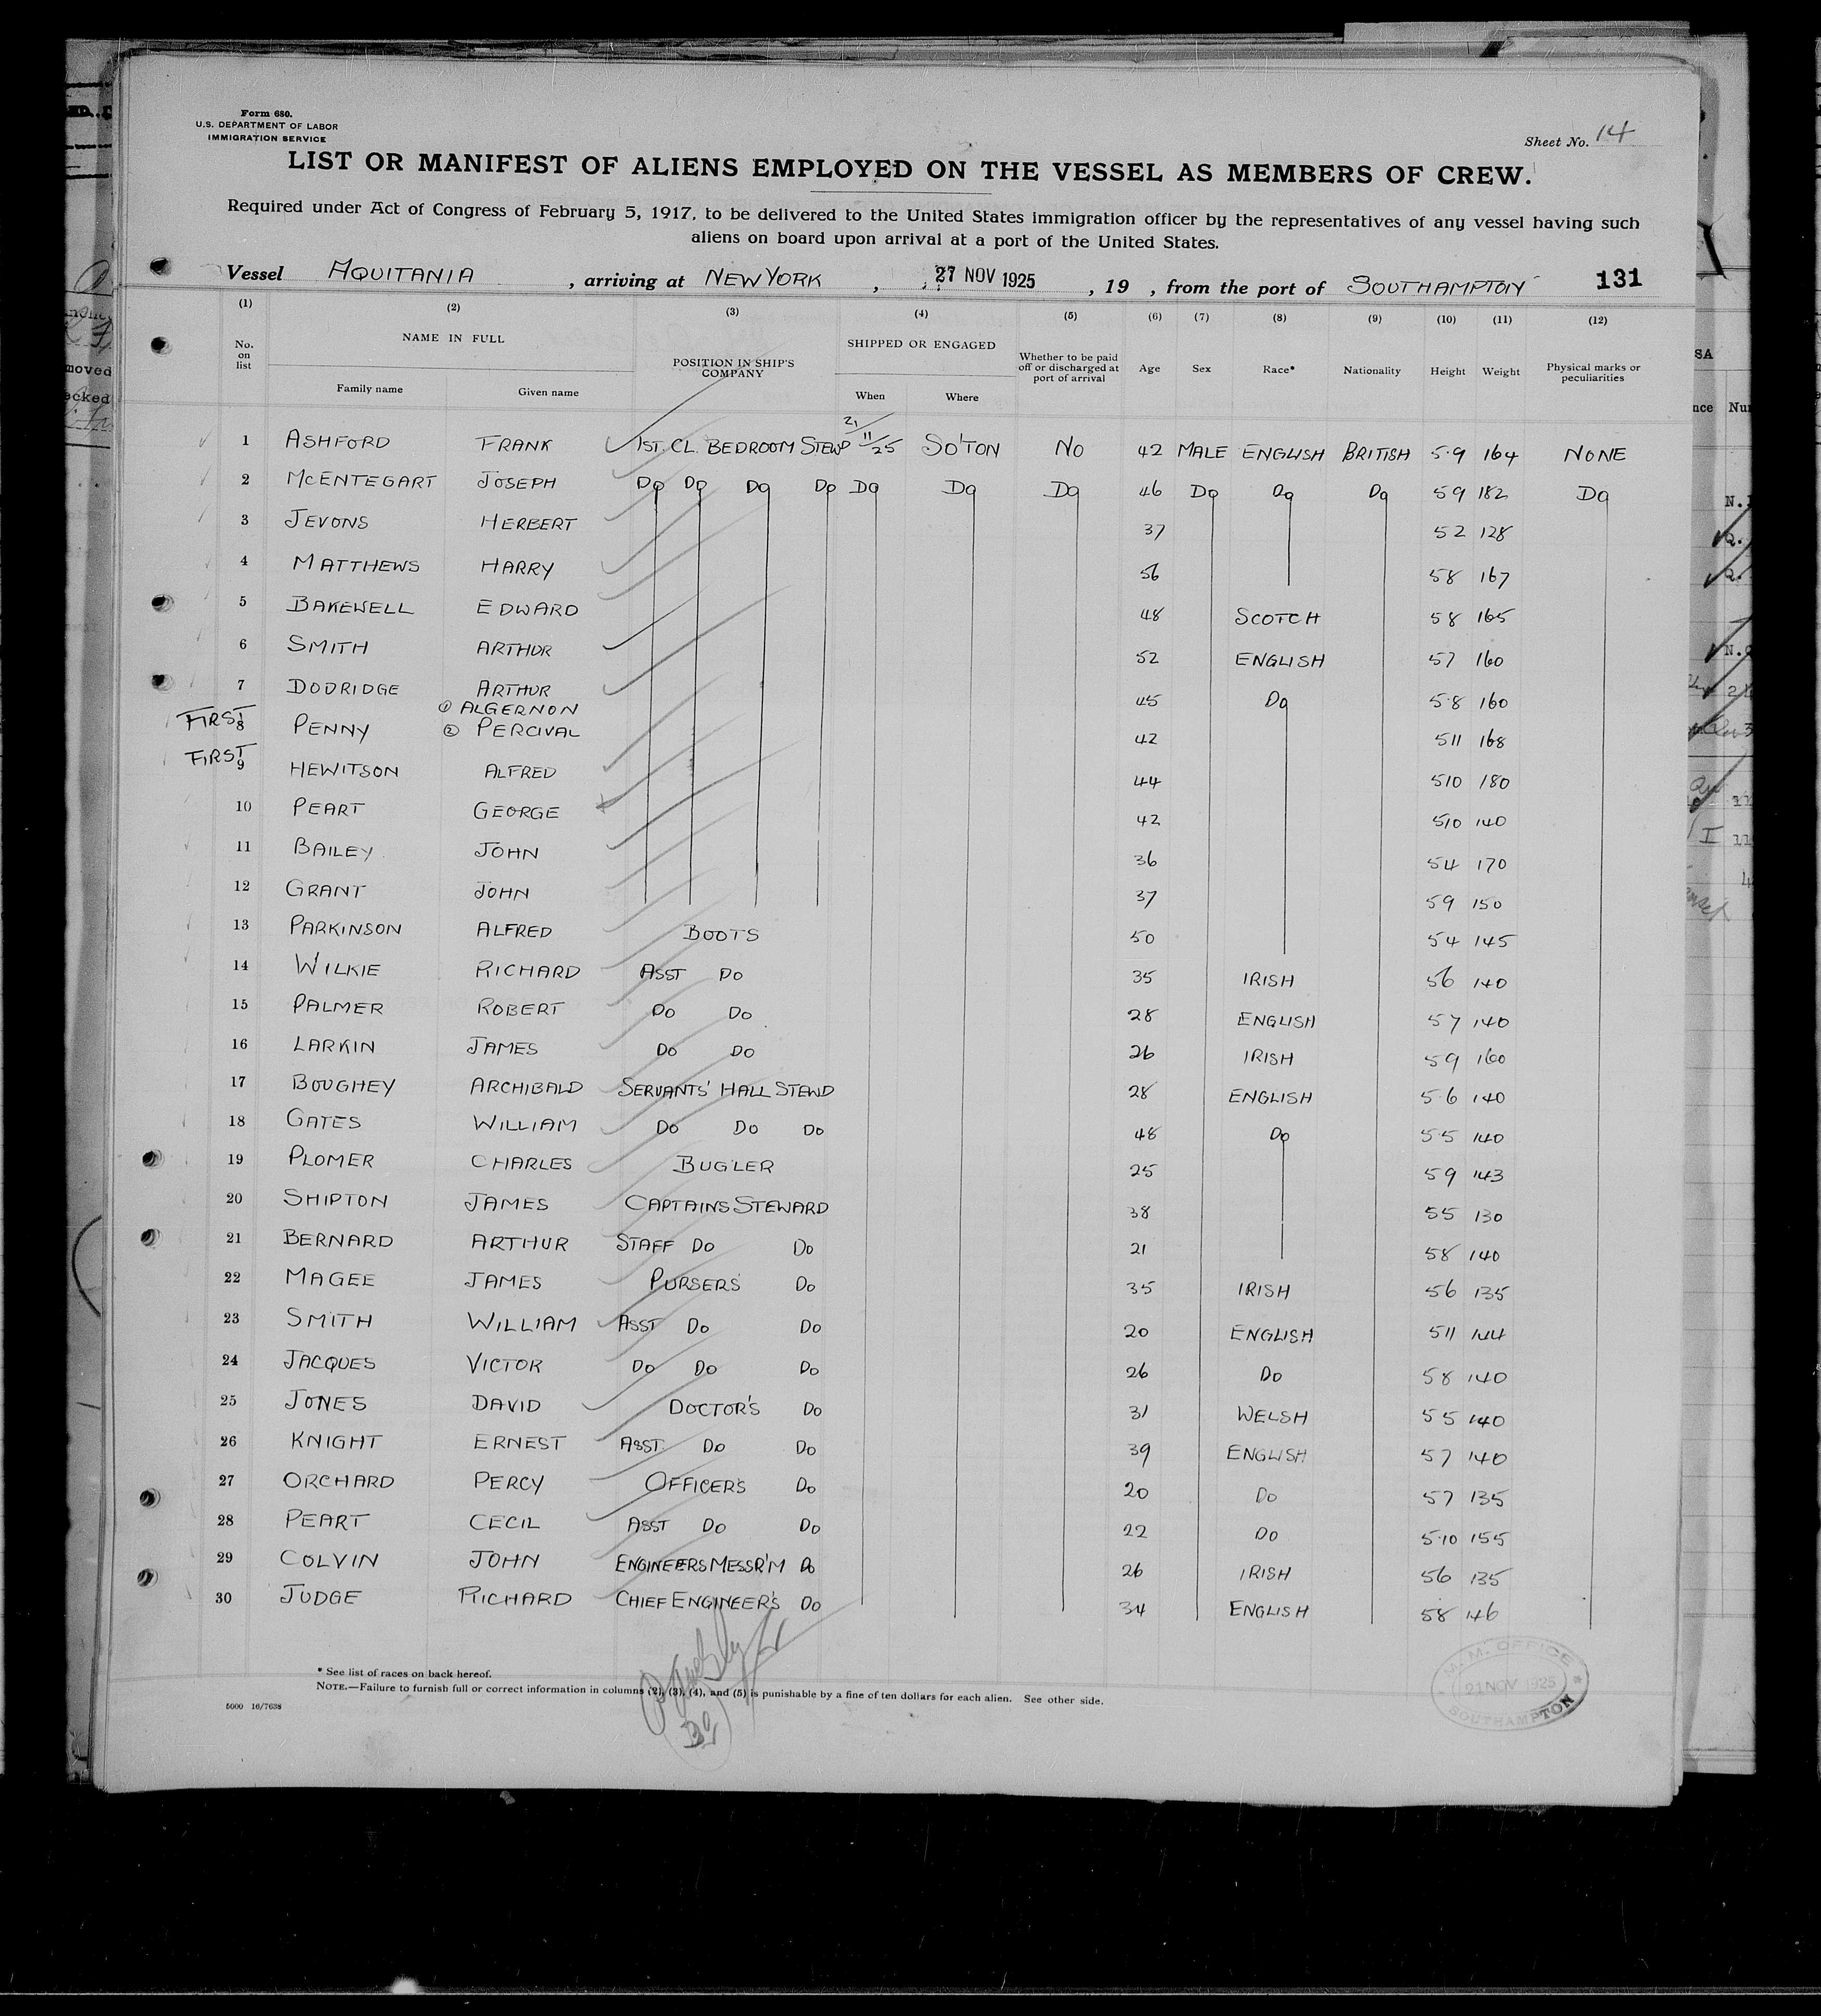 Form 680.
U.S. DEPARTMENT OF LABOR
IMMIGRATION SERVICE
Sheet No. 14
LIST OR MANIFEST OF ALIENS EMPLOYED ON THE VESSEL AS MEMBERS OF CREW.
Required under Act of Congress of February 5, 1917, to be delivered to the United States immigration officer by the representatives of any vessel having such
aliens on board upon arrival at a port of the United States.
Vessel AQUITANIA, arriving at NEW YORK, 27 NOV 1925, 19 , from the port of SOUTHAMPTON 131
(1) (2) (3) (4) (5) (6) (7) (8) (9) (10) (11) (12)
No. on list NAME IN FULL Family name Given name POSITION IN SHIP'S COMPANY SHIPPED OR ENGAGED When Where Whether to be paid off or discharged at port of arrival Age Sex Race* Nationality Height Weight Physical marks or peculiarities
1 ASHFORD FRANK 1ST. CL. BEDROOM STEWD 21/11/25 SO'TON NO 42 MALE ENGLISH BRITISH 5·9 164 NONE
2 McENTEGART JOSEPH Do Do Do Do Do Do Do 46 Do Do Do 59 182 Do
3 JEVONS HERBERT 37 52 128
4 MATTHEWS HARRY 56 58 167
5 BAKEWELL EDWARD 48 SCOTCH 58 165
6 SMITH ARTHUR 52 ENGLISH 57 160
7 DODRIDGE ARTHUR 45 Do 58 160
FIRST 8 PENNY ① ALGERNON ② PERCIVAL 42 511 168
FIRST 9 HEWITSON ALFRED 44 510 180
10 PEART GEORGE 42 510 140
11 BAILEY JOHN 36 54 170
12 GRANT JOHN 37 59 150
13 PARKINSON ALFRED BOOTS 50 54 145
14 WILKIE RICHARD ASST Do 35 IRISH 56 140
15 PALMER ROBERT Do Do 28 ENGLISH 57 140
16 LARKIN JAMES Do Do 26 IRISH 59 160
17 BOUGHEY ARCHIBALD SERVANTS' HALL STEWD 28 ENGLISH 5·6 140
18 GATES WILLIAM Do Do Do 48 Do 5·5 140
19 PLOMER CHARLES BUGLER 25 59 143
20 SHIPTON JAMES CAPTAINS STEWARD 38 55 130
21 BERNARD ARTHUR STAFF Do Do 21 58 140
22 MAGEE JAMES PURSERS Do 35 IRISH 56 135
23 SMITH WILLIAM ASST Do Do 20 ENGLISH 511 144
24 JACQUES VICTOR Do Do Do 26 Do 58 140
25 JONES DAVID DOCTOR'S Do 31 WELSH 55 140
26 KNIGHT ERNEST ASST Do Do 39 ENGLISH 57 140
27 ORCHARD PERCY OFFICER'S Do 20 Do 57 135
28 PEART CECIL ASST Do Do 22 Do 5·10 155
29 COLVIN JOHN ENGINEERS MESSR'M Do 26 IRISH 56 135
30 JUDGE RICHARD CHIEF ENGINEER'S Do 34 ENGLISH 58 146
* See list of races on back hereof.
NOTE.—Failure to furnish full or correct information in columns (2), (3), (4), and (5) is punishable by a fine of ten dollars for each alien. See other side.
5000 16/7638
30
M. M. OFFICE
21 NOV 1925
SOUTHAMPTON